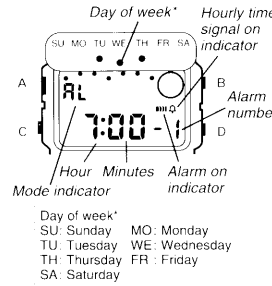 Day of week*
Hourly time
signal on
indicator
SU MO TU WE TH FR SA
A
B
AL
Alarm
number
C
7:00 -1
D
Hour Minutes
Alarm on
indicator
Mode indicator
Day of week*
SU: Sunday MO: Monday
TU: Tuesday WE: Wednesday
TH: Thursday FR: Friday
SA: Saturday